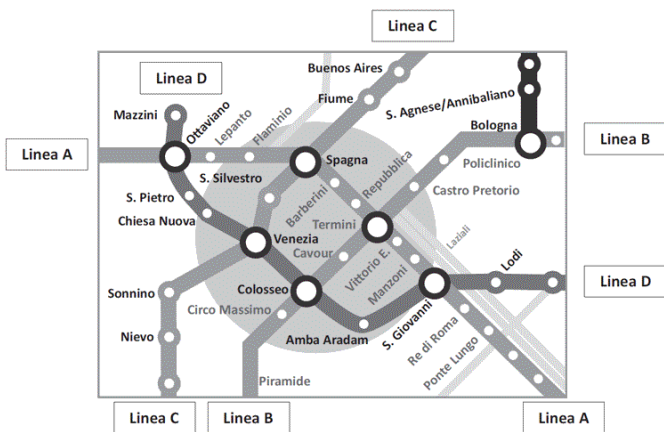 Linea C
Linea D
Buenos Aires
Fiume
S. Agnese/Annibaliano
Mazzini
Ottaviano
Lepanto
Flaminio
Bologna
Linea B
Linea A
S. Silvestro
Spagna
Policlinico
Repubblica
Castro Pretorio
S. Pietro
Barberini
Chiesa Nuova
Termini
Laziali
Venezia
Cavour
Vittorio E.
Manzoni
Lodi
Linea D
Sonnino
Colosseo
Circo Massimo
S. Giovanni
Nievo
Amba Aradam
Re di Roma
Ponte Lungo
Piramide
Linea C
Linea B
Linea A